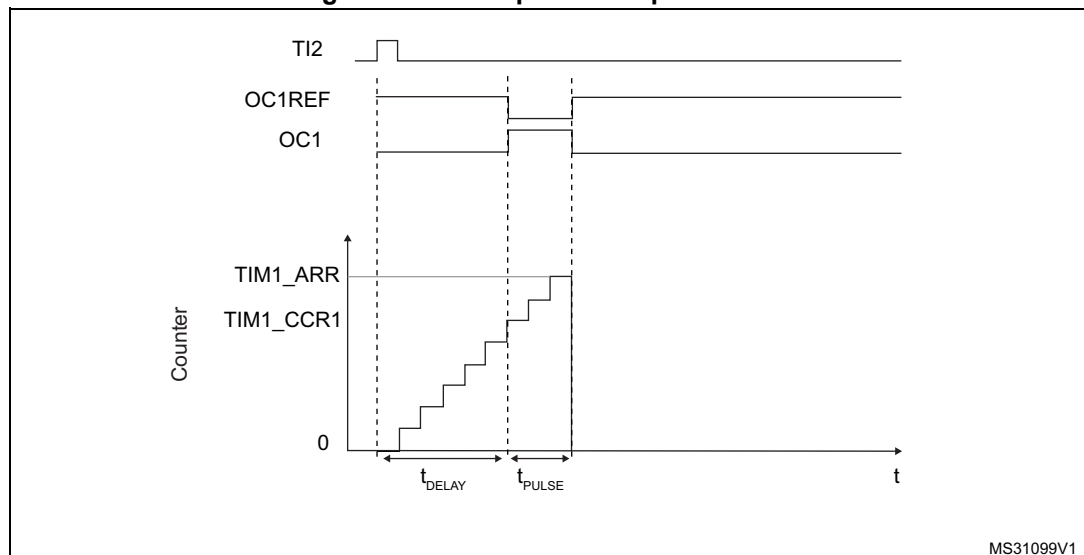 TI2
OC1REF
OC1
TIM1_ARR
TIM1_CCR1
Counter
0
tDELAY
tPULSE
t
MS31099V1